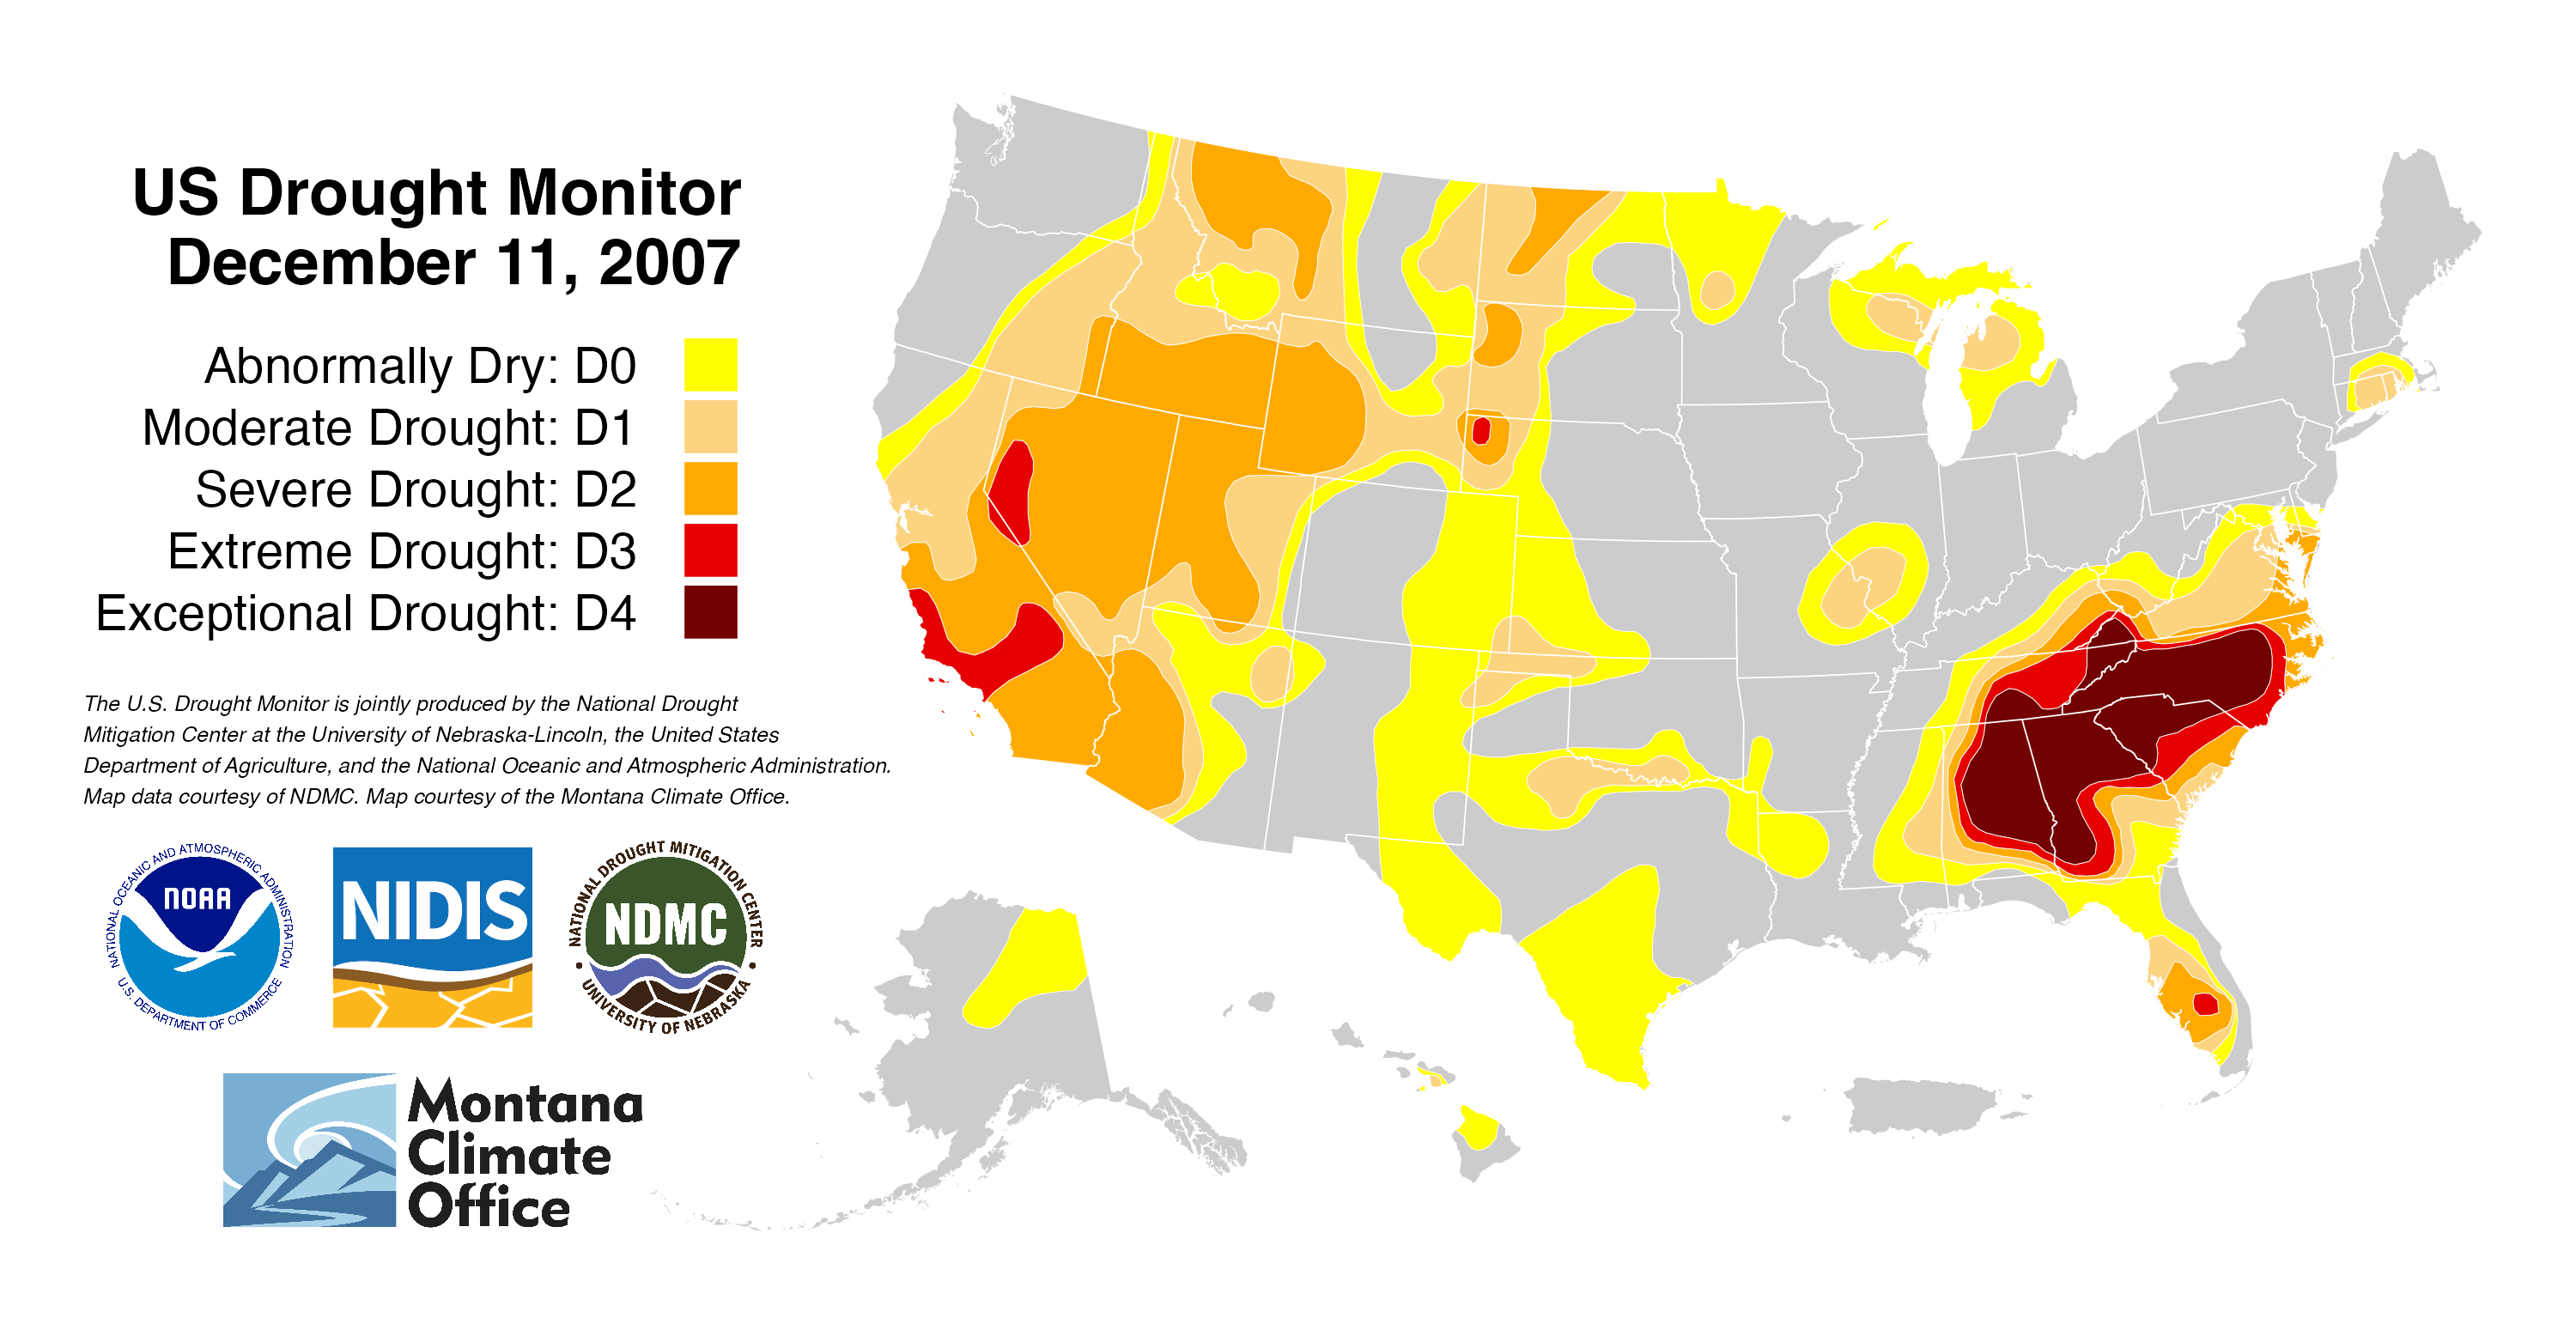 US Drought Monitor
December 11, 2007
Abnormally Dry: D0
Moderate Drought: D1
Severe Drought: D2
Extreme Drought: D3
Exceptional Drought: D4
The U.S. Drought Monitor is jointly produced by the National Drought
Mitigation Center at the University of Nebraska-Lincoln, the United States
Department of Agriculture, and the National Oceanic and Atmospheric Administration.
Map data courtesy of NDMC. Map courtesy of the Montana Climate Office.
NATIONAL OCEANIC AND ATMOSPHERIC ADMINISTRATION
NOAA
U.S. DEPARTMENT OF COMMERCE
NIDIS
NATIONAL DROUGHT MITIGATION CENTER
NDMC
UNIVERSITY OF NEBRASKA
Montana
Climate
Office